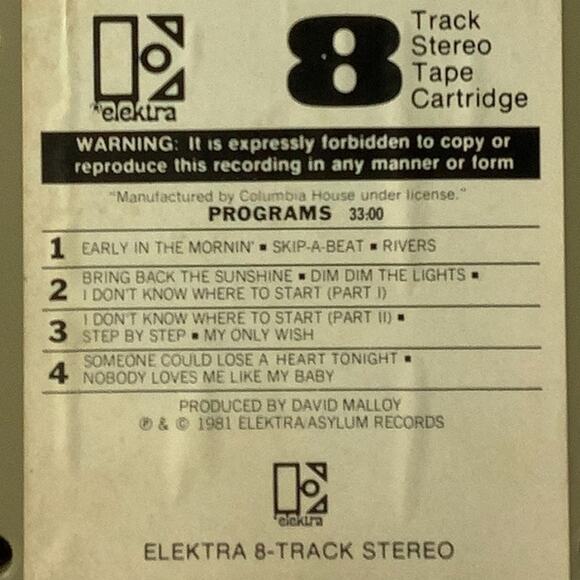 elektra
8 Track
Stereo
Tape
Cartridge
WARNING: It is expressly forbidden to copy or
reproduce this recording in any manner or form
"Manufactured by Columbia House under license."
PROGRAMS 33:00
1 EARLY IN THE MORNIN' ▪ SKIP-A-BEAT ▪ RIVERS
2 BRING BACK THE SUNSHINE ▪ DIM DIM THE LIGHTS ▪
I DON'T KNOW WHERE TO START (PART I)
3 I DON'T KNOW WHERE TO START (PART II) ▪
STEP BY STEP ▪ MY ONLY WISH
4 SOMEONE COULD LOSE A HEART TONIGHT ▪
NOBODY LOVES ME LIKE MY BABY
PRODUCED BY DAVID MALLOY
℗ & © 1981 ELEKTRA/ASYLUM RECORDS
elektra
ELEKTRA 8-TRACK STEREO